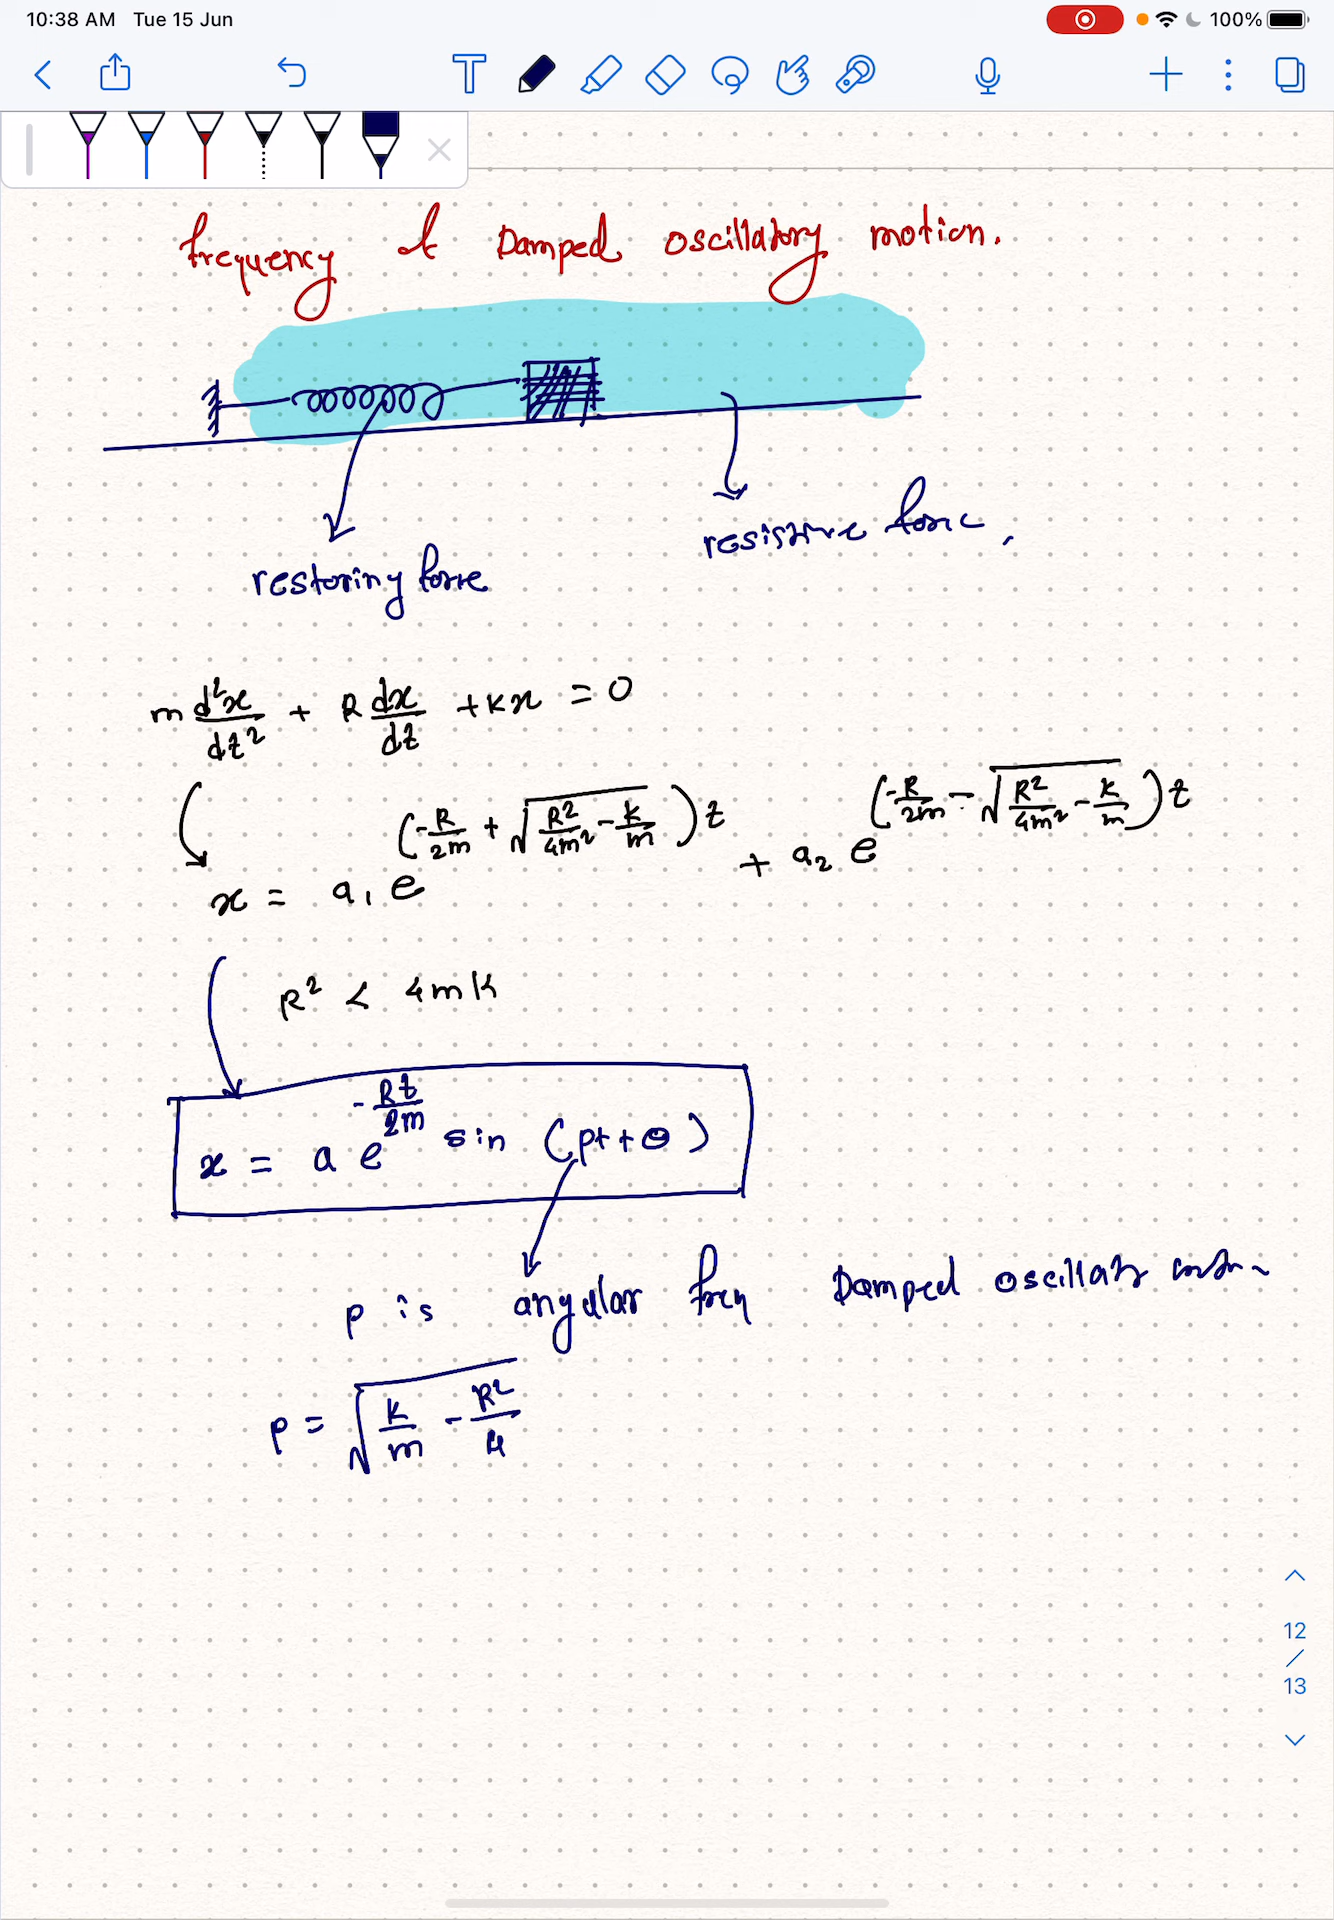 10:38 AM Tue 15 Jun 100%
frequency of Damped oscillatory motion.
resistive force,
restoring force
m d²x/dt² + R dx/dt + kx = 0
x = a₁ e^(-R/2m + √(R²/4m² - k/m))t + a₂ e^(-R/2m - √(R²/4m² - k/m))t
R² < 4mk
x = a e^-Rt/2m sin (pt + θ)
p is angular freq Damped oscillatory
p = √(k/m - R²/4
12
/
13